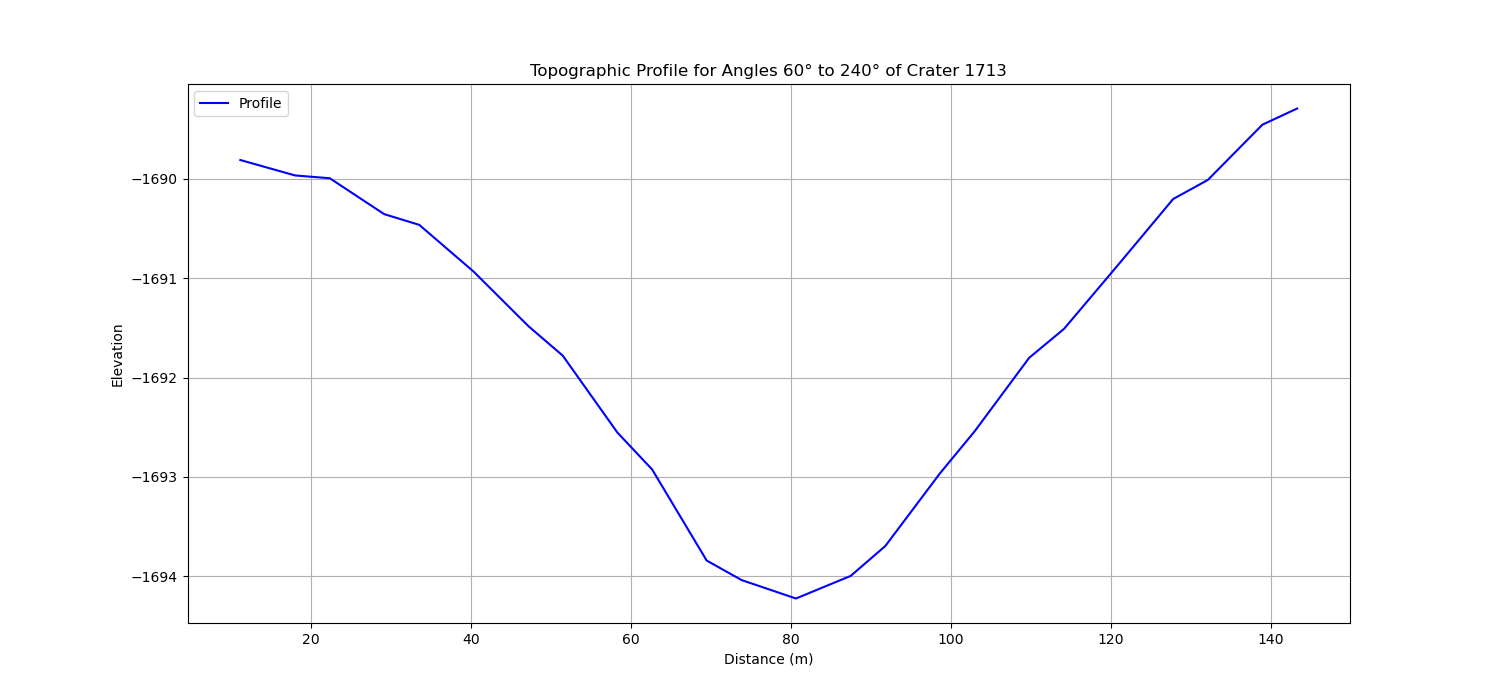 Topographic Profile for Angles 60° to 240° of Crater 1713
Profile
−1690
−1691
−1692
−1693
−1694
Elevation
20 40 60 80 100 120 140
Distance (m)